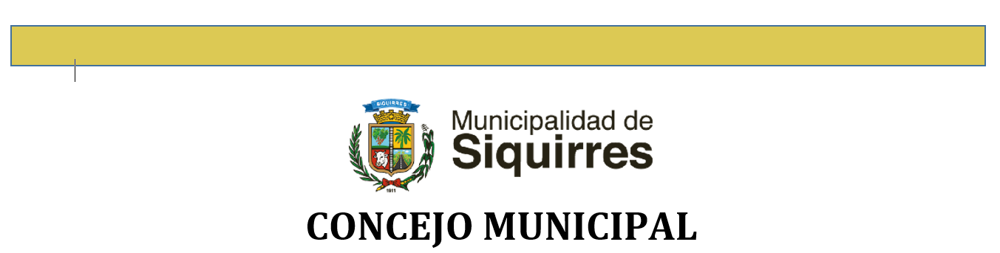 SIQUIRRES
Municipalidad de
Siquirres
1911
CONCEJO MUNICIPAL